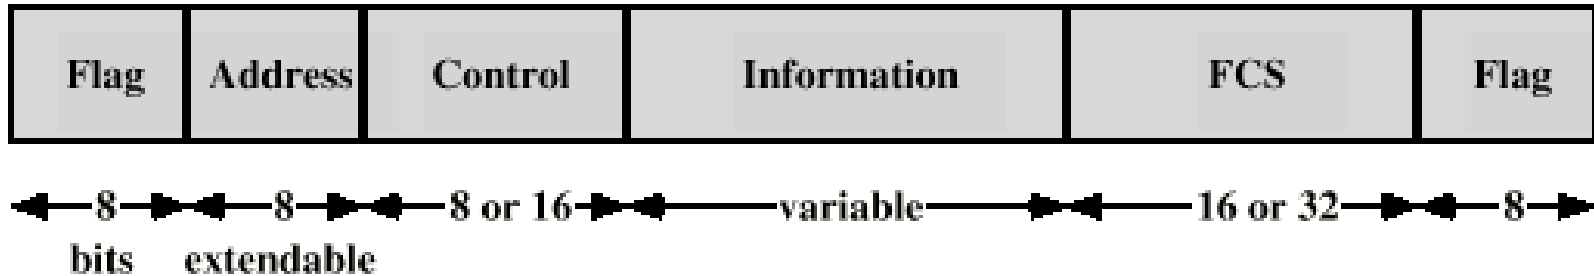 Flag Address Control Information FCS Flag
8 8 8 or 16 variable 16 or 32 8
bits extendable